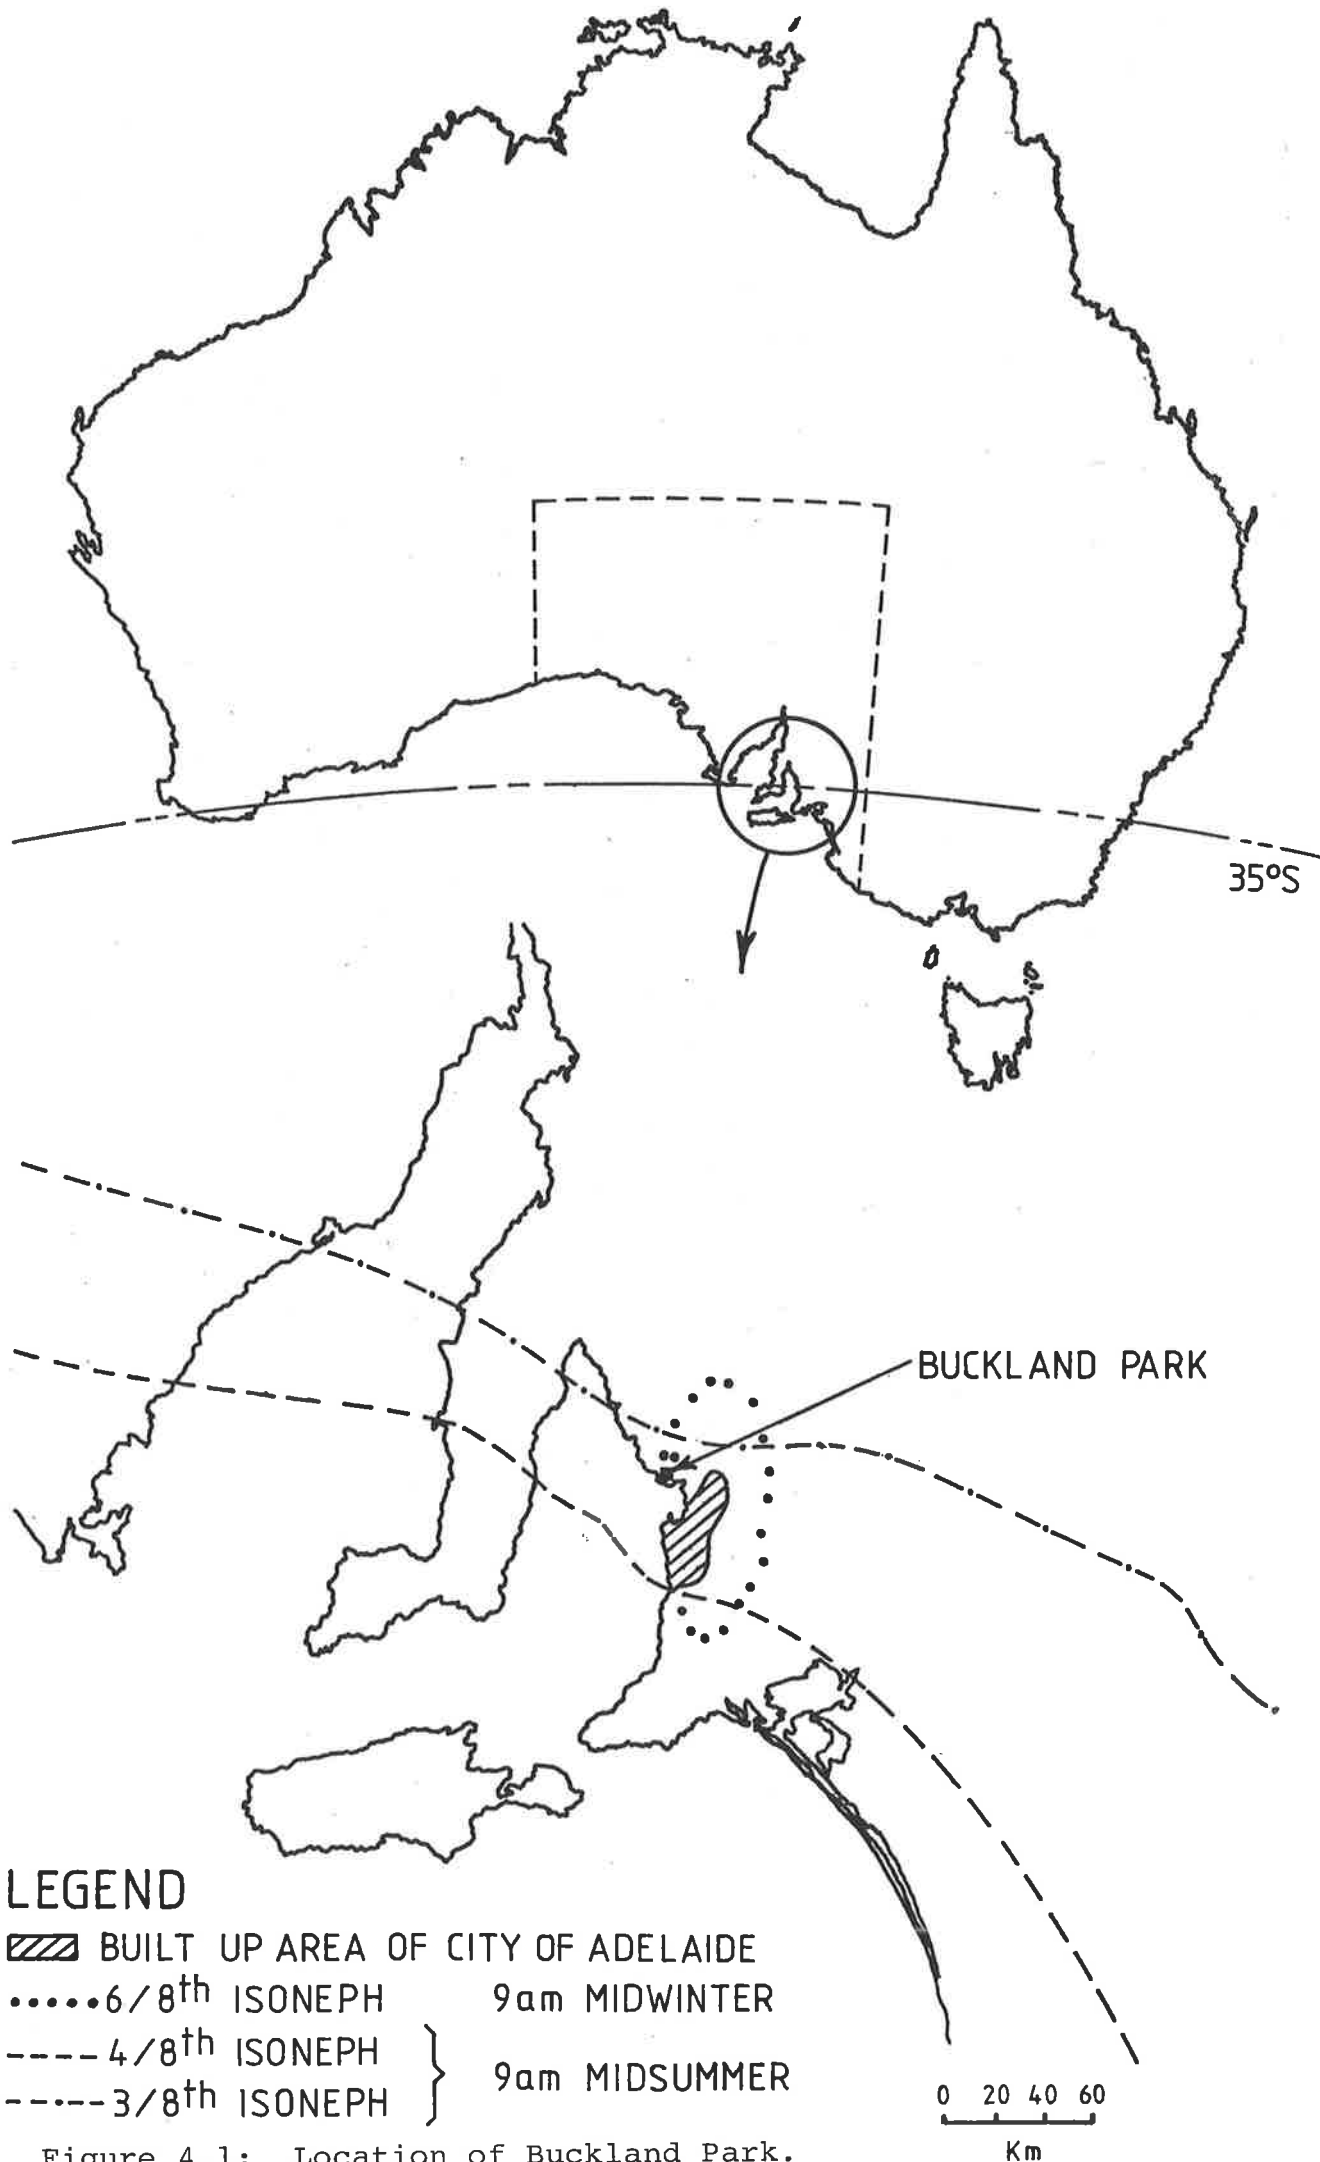 35°S
BUCKLAND PARK
LEGEND
BUILT UP AREA OF CITY OF ADELAIDE
6/8th ISONEPH 9am MIDWINTER
4/8th ISONEPH
9am MIDSUMMER
3/8th ISONEPH
0 20 40 60
Km
Figure 4.1: Location of Buckland Park.